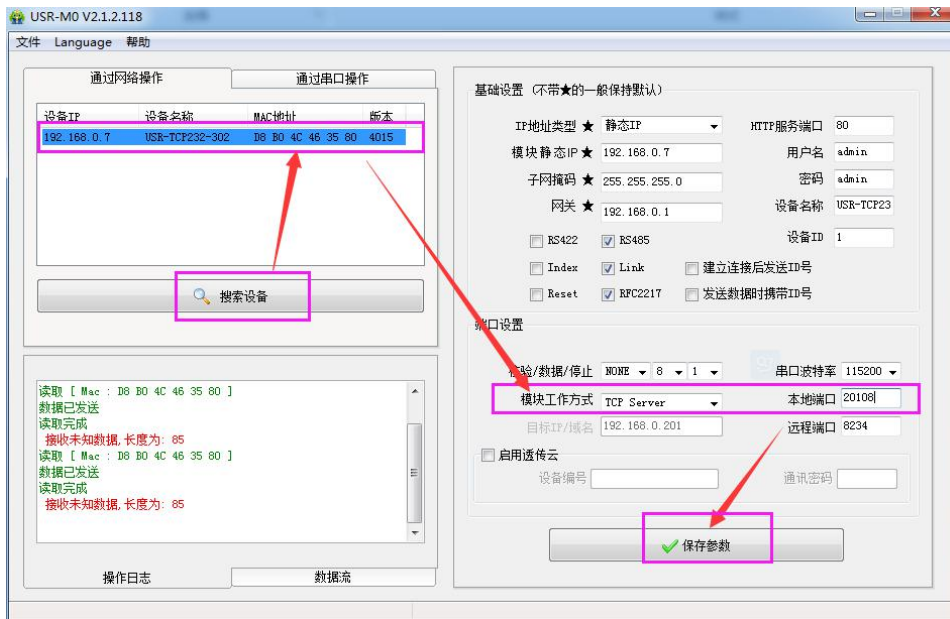 USR-M0 V2.1.2.118
文件 Language 帮助
通过网络操作 通过串口操作
设备IP 设备名称 MAC地址 版本
192.168.0.7 USR-TCP232-302 D8 B0 4C 46 35 80 4015
搜索设备
读取 [ Mac : D8 B0 4C 46 35 80 ]
数据已发送
读取完成
接收未知数据,长度为: 85
读取 [ Mac : D8 B0 4C 46 35 80 ]
数据已发送
读取完成
接收未知数据,长度为: 85
操作日志 数据流
基础设置 (不带★的一般保持默认)
IP地址类型 ★ 静态IP HTTP服务端口 80
模块静态IP ★ 192.168.0.7 用户名 admin
子网掩码 ★ 255.255.255.0 密码 admin
网关 ★ 192.168.0.1 设备名称 USR-TCP23
RS422 RS485 设备ID 1
Index Link 建立连接后发送ID号
Reset RFC2217 发送数据时携带ID号
端口设置
校验/数据/停止 NONE 8 1 串口波特率 115200
模块工作方式 TCP Server 本地端口 20108
目标IP/域名 192.168.0.201 远程端口 8234
启用透传云
设备编号 通讯密码
保存参数